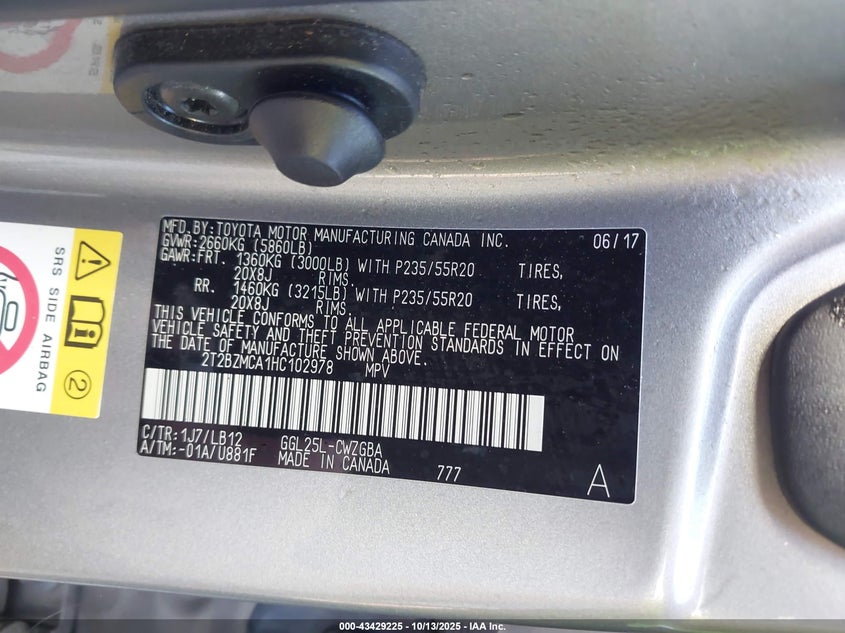 MFD.BY:TOYOTA MOTOR MANUFACTURING CANADA INC. 06/17
GVWR:2660KG (5860LB)
GAWR:FRT. 1360KG (3000LB) WITH P235/55R20 TIRES,
20X8J RIMS.
RR. 1460KG (3215LB) WITH P235/55R20 TIRES,
20X8J RIMS.
THIS VEHICLE CONFORMS TO ALL APPLICABLE FEDERAL MOTOR
VEHICLE SAFETY AND THEFT PREVENTION STANDARDS IN EFFECT ON
THE DATE OF MANUFACTURE SHOWN ABOVE.
2T2BZMCA1HC102978 MPV
C/TR:1J7/LB12 GGL25L-CWZGBA
A/TM:-01A/U881F MADE IN CANADA 777 A
SRS SIDE AIRBAG
2
000-43429225 - 10/13/2025 - IAA Inc.